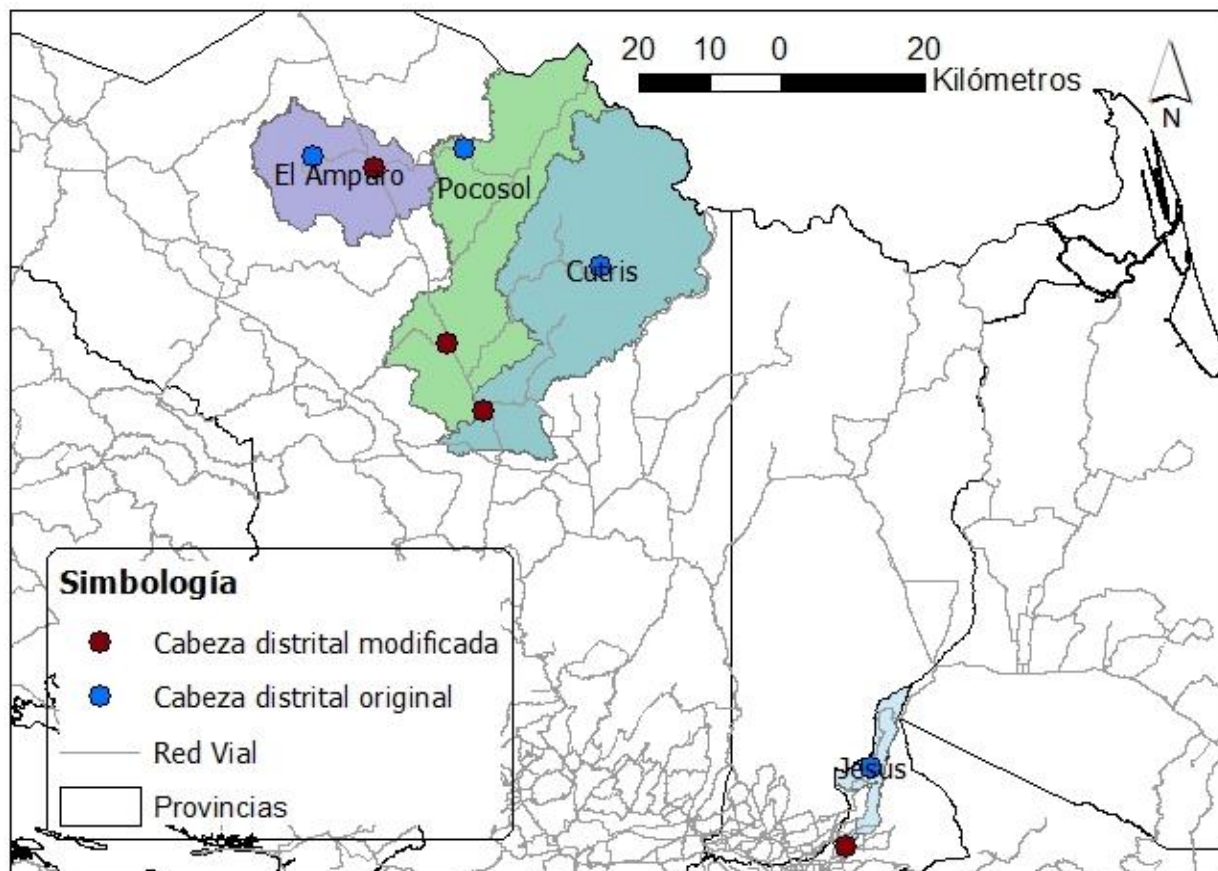 20 10 0 20
Kilómetros
N
El Amparo
Pocosol
Cutris
Jesús
Simbología
Cabeza distrital modificada
Cabeza distrital original
Red Vial
Provincias